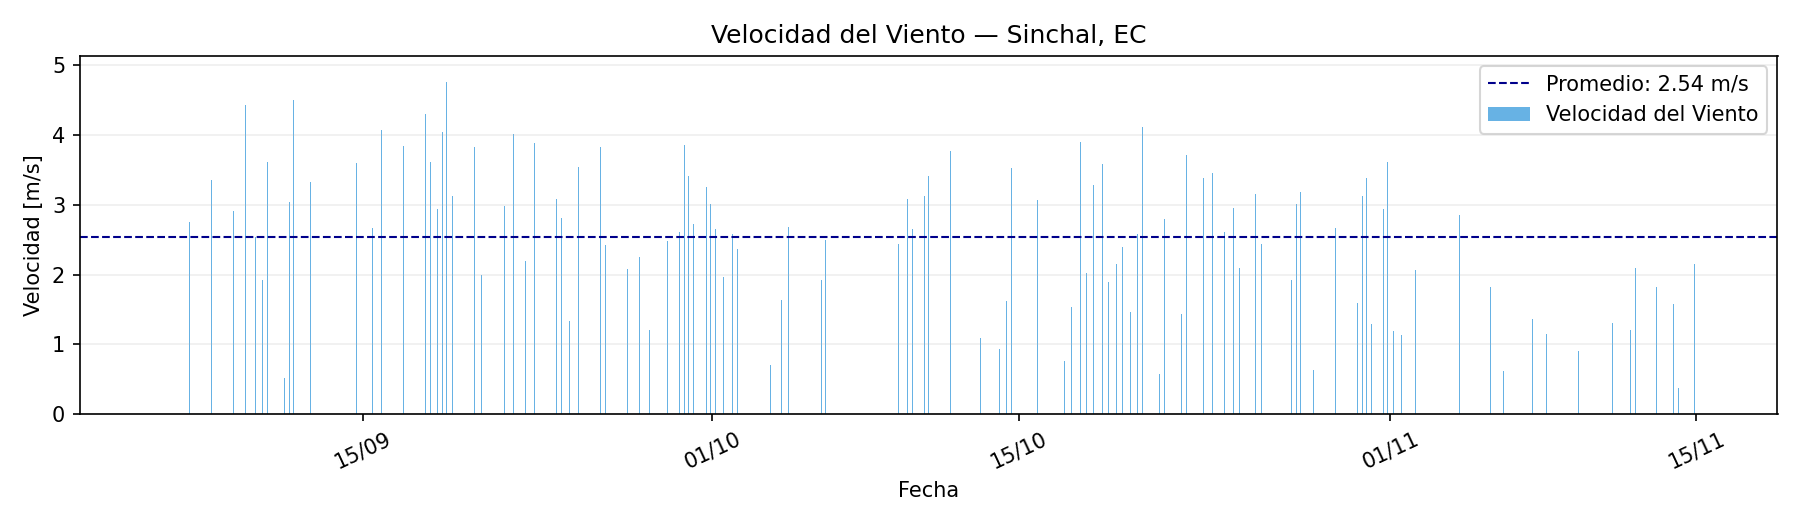 Velocidad del Viento — Sinchal, EC
Promedio: 2.54 m/s
Velocidad del Viento
Velocidad [m/s]
5
4
3
2
1
0
15/09
01/10
15/10
01/11
15/11
Fecha